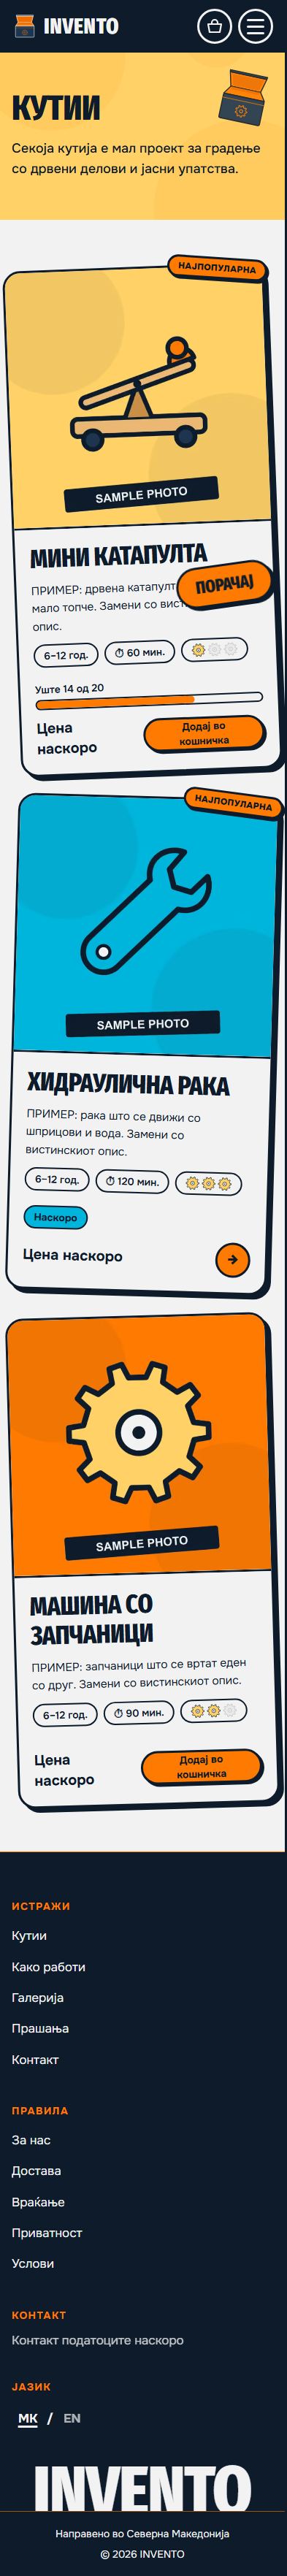 INVENTO
КУТИИ
Секоја кутија е мал проект за градење
со дрвени делови и јасни упатства.
НАЈПОПУЛАРНА
SAMPLE PHOTO
МИНИ КАТАПУЛТА
ПРИМЕР: дрвена катапулт
мало топче. Замени со вист
опис.
ПОРАЧАЈ
6–12 год.
60 мин.
Уште 14 од 20
Цена
наскоро
Додај во
кошничка
НАЈПОПУЛАРНА
SAMPLE PHOTO
ХИДРАУЛИЧНА РАКА
ПРИМЕР: рака што се движи со
шприцови и вода. Замени со
вистинскиот опис.
6–12 год.
120 мин.
Наскоро
Цена наскоро
SAMPLE PHOTO
МАШИНА СО
ЗАПЧАНИЦИ
ПРИМЕР: запчаници што се вртат еден
со друг. Замени со вистинскиот опис.
6–12 год.
90 мин.
Цена
наскоро
Додај во
кошничка
ИСТРАЖИ
Кутии
Како работи
Галерија
Прашања
Контакт
ПРАВИЛА
За нас
Достава
Враќање
Приватност
Услови
КОНТАКТ
Контакт податоците наскоро
ЈАЗИК
МК / EN
INVENTO
Направено во Северна Македонија
© 2026 INVENTO